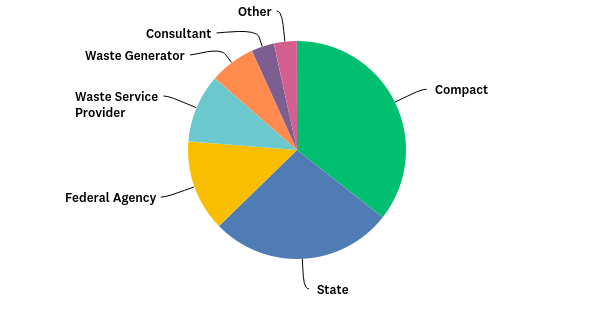 Other
Consultant
Waste Generator
Compact
Waste Service
Provider
Federal Agency
State